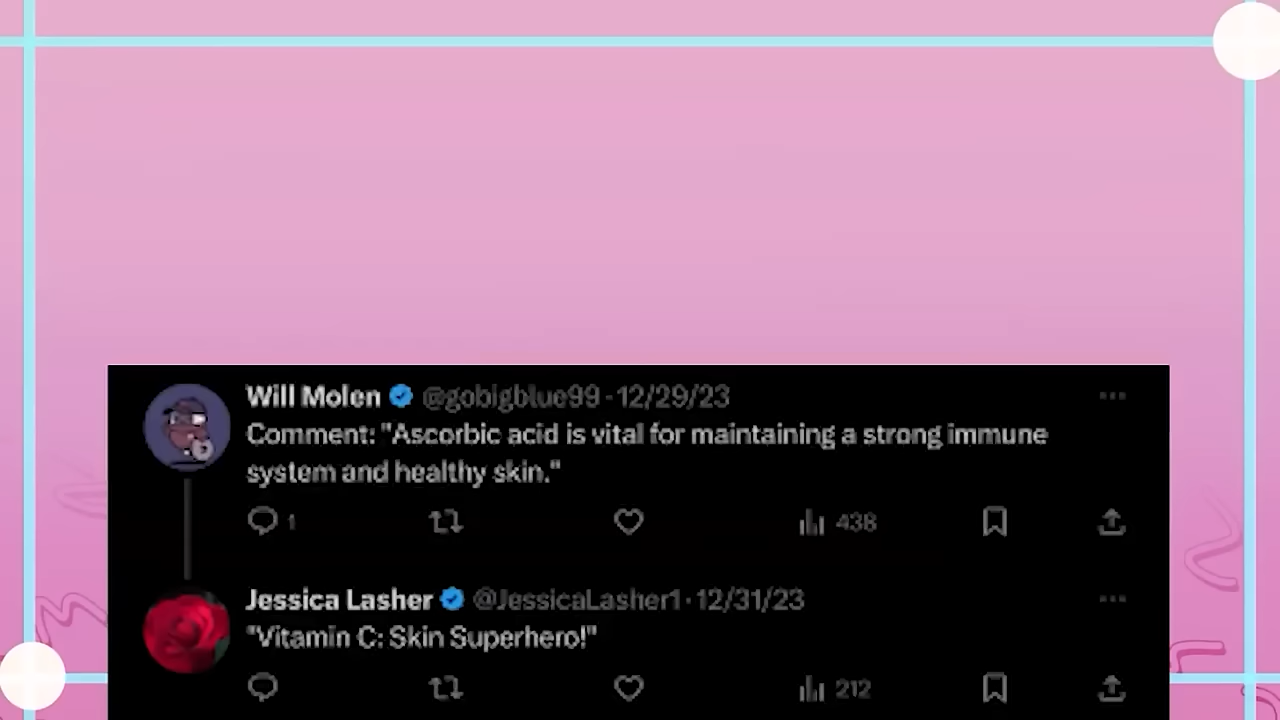 Will Molen @gobigblue99 · 12/29/23
Comment: "Ascorbic acid is vital for maintaining a strong immune
system and healthy skin."
1 438
Jessica Lasher @JessicaLasher1 · 12/31/23
"Vitamin C: Skin Superhero!"
212